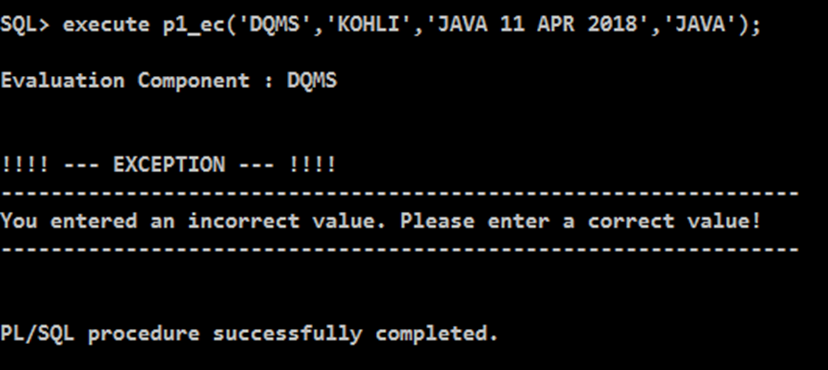 SQL> execute p1_ec('DQMS','KOHLI','JAVA 11 APR 2018','JAVA');
Evaluation Component : DQMS
!!!! --- EXCEPTION --- !!!!
----------------------------------------------------------------
You entered an incorrect value. Please enter a correct value!
----------------------------------------------------------------
PL/SQL procedure successfully completed.